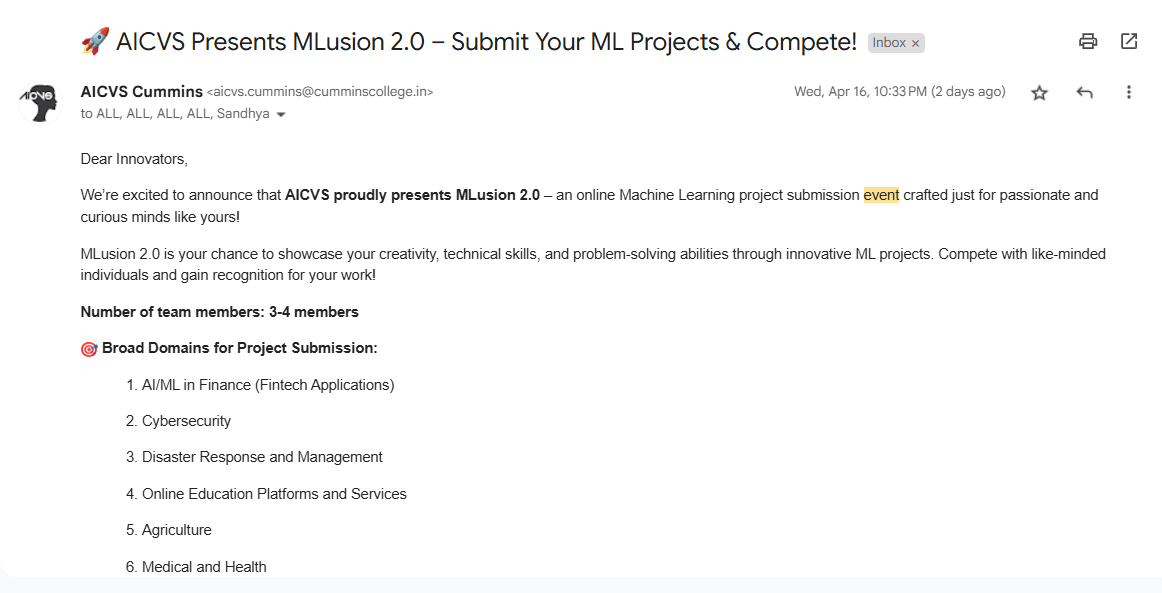 🚀 AICVS Presents MLusion 2.0 – Submit Your ML Projects & Compete! Inbox ×
AICVS
AICVS Cummins <aicvs.cummins@cumminscollege.in> Wed, Apr 16, 10:33 PM (2 days ago)
to ALL, ALL, ALL, ALL, Sandhya
Dear Innovators,
We're excited to announce that AICVS proudly presents MLusion 2.0 – an online Machine Learning project submission event crafted just for passionate and
curious minds like yours!
MLusion 2.0 is your chance to showcase your creativity, technical skills, and problem-solving abilities through innovative ML projects. Compete with like-minded
individuals and gain recognition for your work!
Number of team members: 3-4 members
🎯 Broad Domains for Project Submission:
1. AI/ML in Finance (Fintech Applications)
2. Cybersecurity
3. Disaster Response and Management
4. Online Education Platforms and Services
5. Agriculture
6. Medical and Health